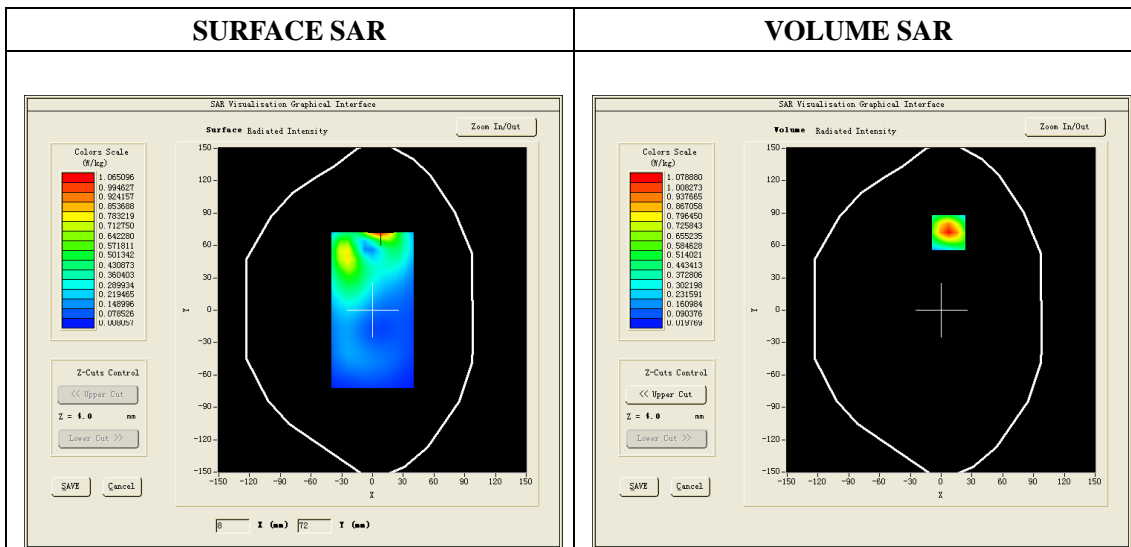 SURFACE SAR
VOLUME SAR
SAR Visualisation Graphical Interface
Surface Radiated Intensity
Zoom In/Out
Colors Scale
(W/kg)
1.065096
0.994627
0.924157
0.853688
0.783219
0.712750
0.642280
0.571811
0.501342
0.430873
0.360403
0.289934
0.219465
0.148996
0.078526
0.008057
150
120
90
60
30
0
-30
-60
-90
-120
-150
Y
-150 -120 -90 -60 -30 0 30 60 90 120 150
X
Z-Cuts Control
<< Upper Cut
Z = 4.0 mm
Lower Cut >>
SAVE Cancel
8 X (mm) 72 Y (mm)
SAR Visualisation Graphical Interface
Volume Radiated Intensity
Zoom In/Out
Colors Scale
(W/kg)
1.078880
1.008273
0.937665
0.867058
0.796450
0.725843
0.655235
0.584628
0.514021
0.443413
0.372806
0.302198
0.231591
0.160984
0.090376
0.019769
150
120
90
60
30
0
-30
-60
-90
-120
-150
Y
-150 -120 -90 -60 -30 0 30 60 90 120 150
X
Z-Cuts Control
<< Upper Cut
Z = 4.0 mm
Lower Cut >>
SAVE Cancel